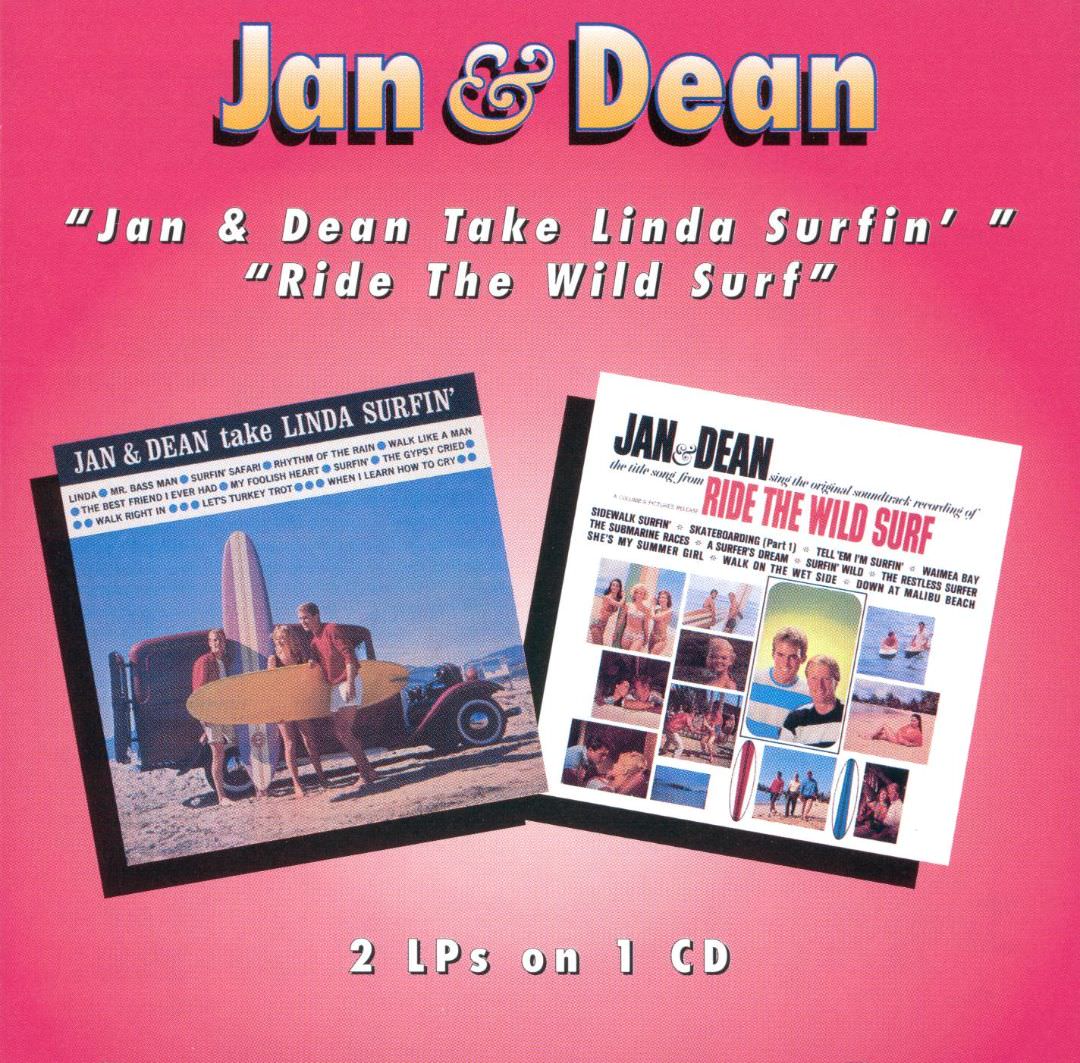 Jan & Dean
"Jan & Dean Take Linda Surfin' "
"Ride The Wild Surf"
JAN & DEAN take LINDA SURFIN'
LINDA ● MR. BASS MAN ● SURFIN' SAFARI ● RHYTHM OF THE RAIN ● WALK LIKE A MAN
● THE BEST FRIEND I EVER HAD ● MY FOOLISH HEART ● SURFIN' ● THE GYPSY CRIED ●
● ● WALK RIGHT IN ● ● ● LET'S TURKEY TROT ● ● ● WHEN I LEARN HOW TO CRY ● ●
JAN & DEAN
sing the original soundtrack recording of
the title song from RIDE THE WILD SURF
A COLUMBIA PICTURES RELEASE
SIDEWALK SURFIN' ☆ SKATEBOARDING (Part 1) ☆ TELL 'EM I'M SURFIN' ☆ WAIMEA BAY
THE SUBMARINE RACES ☆ A SURFER'S DREAM ☆ SURFIN' WILD ☆ THE RESTLESS SURFER
SHE'S MY SUMMER GIRL ☆ WALK ON THE WET SIDE ☆ DOWN AT MALIBU BEACH
2 LPs on 1 CD